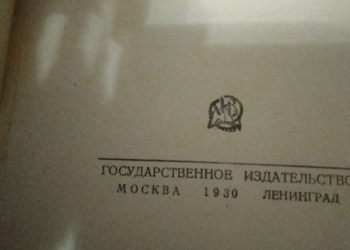 ГОСУДАРСТВЕННОЕ ИЗДАТЕЛЬСТВО
МОСКВА 1930 ЛЕНИНГРАД